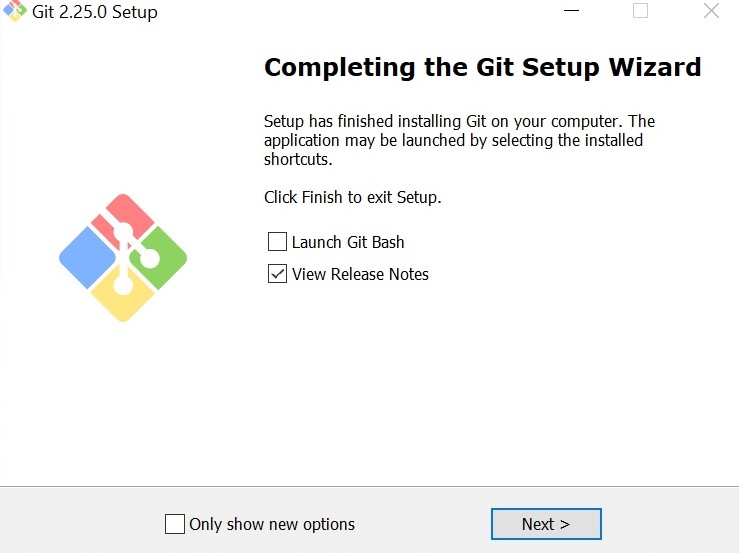 Git 2.25.0 Setup
Completing the Git Setup Wizard
Setup has finished installing Git on your computer. The
application may be launched by selecting the installed
shortcuts.
Click Finish to exit Setup.
Launch Git Bash
View Release Notes
Only show new options
Next >